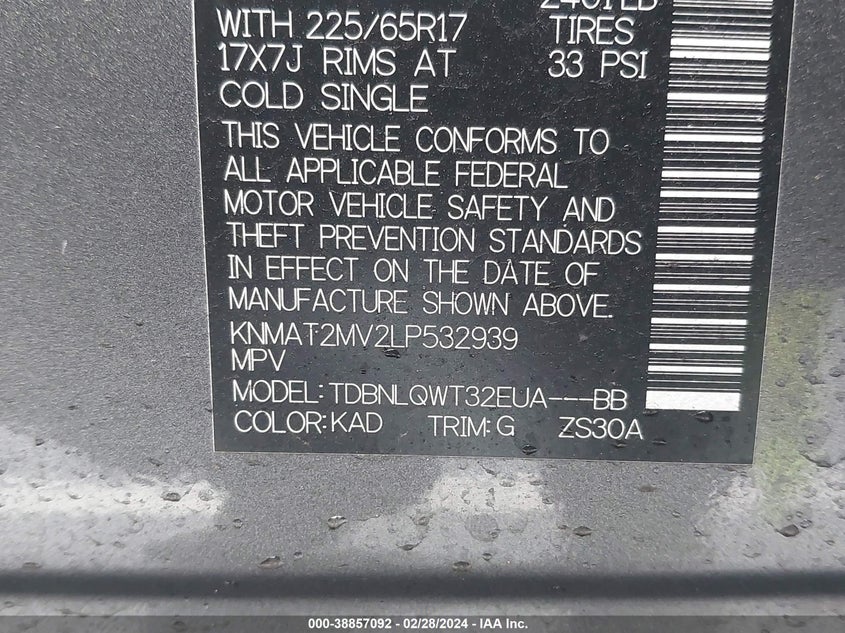 WITH 225/65R17 TIRES
17X7J RIMS AT 33 PSI
COLD SINGLE
THIS VEHICLE CONFORMS TO
ALL APPLICABLE FEDERAL
MOTOR VEHICLE SAFETY AND
THEFT PREVENTION STANDARDS
IN EFFECT ON THE DATE OF
MANUFACTURE SHOWN ABOVE.
KNMAT2MV2LP532939
MPV
MODEL:TDBNLQWT32EUA---BB
COLOR:KAD TRIM:G ZS30A
000-38857092 - 02/28/2024 - IAA Inc.